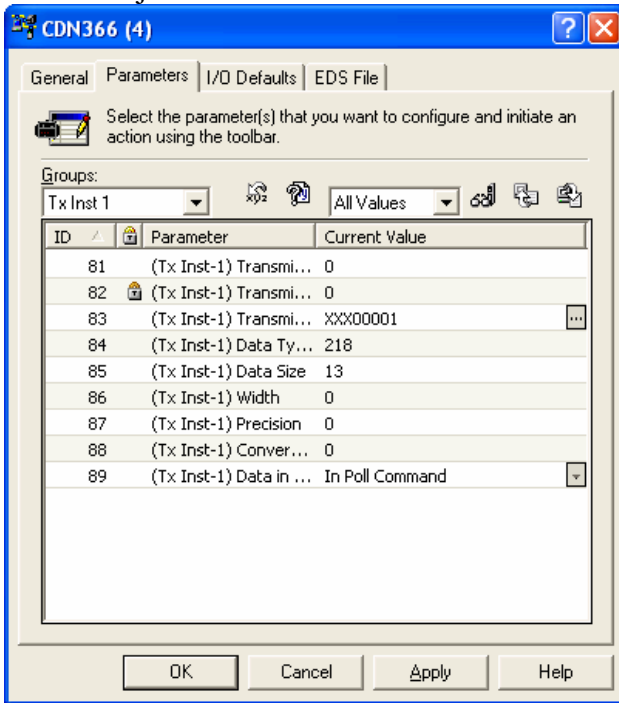 CDN366 (4)
General Parameters I/O Defaults EDS File
Select the parameter(s) that you want to configure and initiate an
action using the toolbar.
Groups:
Tx Inst 1 All Values
ID Parameter Current Value
81 (Tx Inst-1) Transmi... 0
82 (Tx Inst-1) Transmi... 0
83 (Tx Inst-1) Transmi... XXX00001 ...
84 (Tx Inst-1) Data Ty... 218
85 (Tx Inst-1) Data Size 13
86 (Tx Inst-1) Width 0
87 (Tx Inst-1) Precision 0
88 (Tx Inst-1) Conver... 0
89 (Tx Inst-1) Data in ... In Poll Command
OK Cancel Apply Help